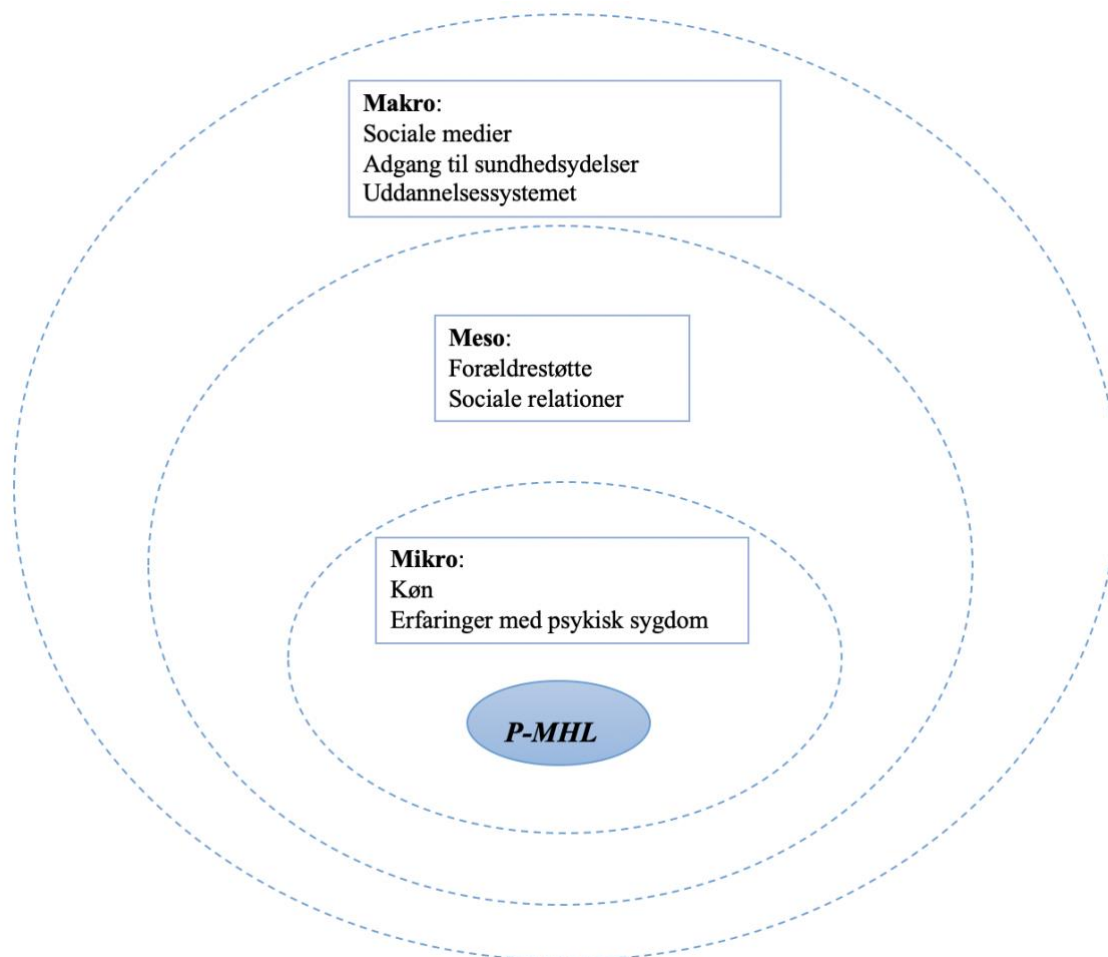 Makro:
Sociale medier
Adgang til sundhedsydelser
Uddannelsessystemet
Meso:
Forældrestøtte
Sociale relationer
Mikro:
Køn
Erfaringer med psykisk sygdom
P-MHL